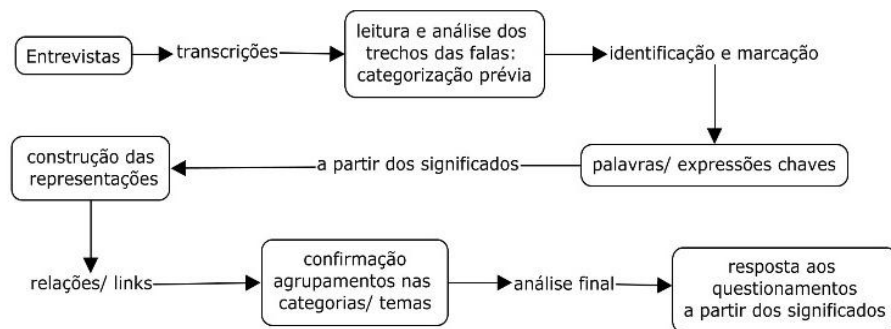 Entrevistas
transcrições
leitura e análise dos
trechos das falas:
categorização prévia
identificação e marcação
palavras/ expressões chaves
a partir dos significados
construção das
representações
relações/ links
confirmação
agrupamentos nas
categorias/ temas
análise final
resposta aos
questionamentos
a partir dos significados